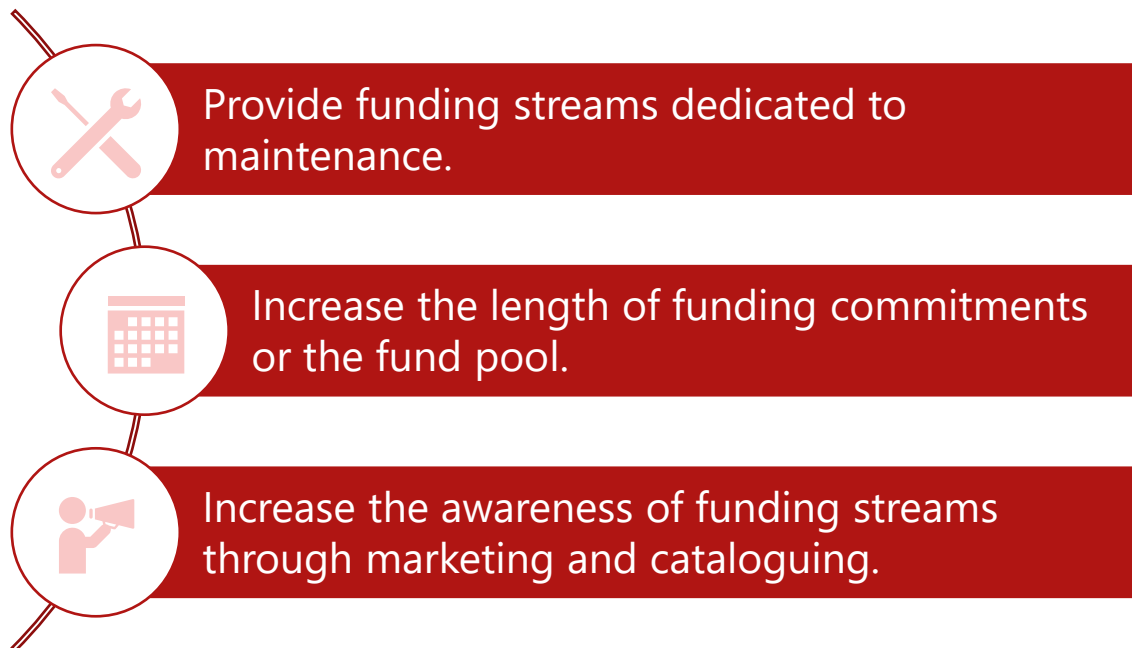 Provide funding streams dedicated to
maintenance.
Increase the length of funding commitments
or the fund pool.
Increase the awareness of funding streams
through marketing and cataloguing.